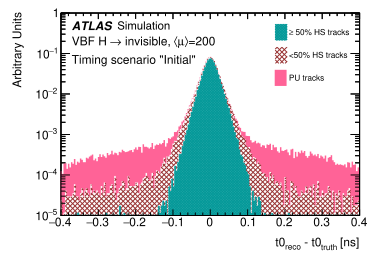 ATLAS Simulation
VBF H → invisible, ⟨μ⟩=200
Timing scenario "Initial"
≥ 50% HS tracks
<50% HS tracks
PU tracks
Arbitrary Units
1
10⁻¹
10⁻²
10⁻³
10⁻⁴
10⁻⁵
−0.4 −0.3 −0.2 −0.1 0 0.1 0.2 0.3 0.4
t0reco - t0truth [ns]